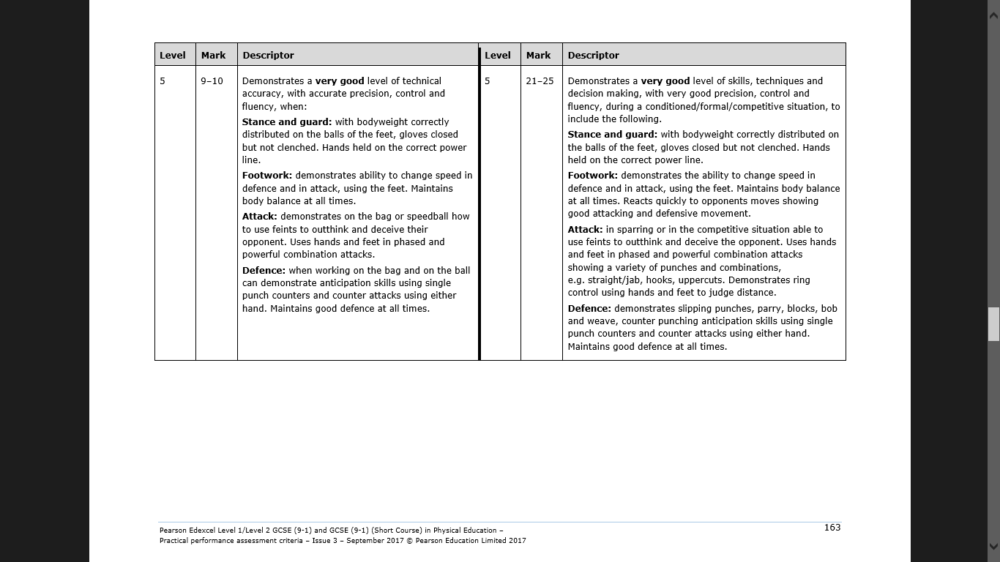 Level Mark Descriptor
5 9–10 Demonstrates a very good level of technical
accuracy, with accurate precision, control and
fluency, when:
Stance and guard: with bodyweight correctly
distributed on the balls of the feet, gloves closed
but not clenched. Hands held on the correct power
line.
Footwork: demonstrates ability to change speed in
defence and in attack, using the feet. Maintains
body balance at all times.
Attack: demonstrates on the bag or speedball how
to use feints to outthink and deceive their
opponent. Uses hands and feet in phased and
powerful combination attacks.
Defence: when working on the bag and on the ball
can demonstrate anticipation skills using single
punch counters and counter attacks using either
hand. Maintains good defence at all times.
Level Mark Descriptor
5 21–25 Demonstrates a very good level of skills, techniques and
decision making, with very good precision, control and
fluency, during a conditioned/formal/competitive situation, to
include the following.
Stance and guard: with bodyweight correctly distributed on
the balls of the feet, gloves closed but not clenched. Hands
held on the correct power line.
Footwork: demonstrates the ability to change speed in
defence and in attack, using the feet. Maintains body balance
at all times. Reacts quickly to opponents moves showing
good attacking and defensive movement.
Attack: in sparring or in the competitive situation able to
use feints to outthink and deceive the opponent. Uses hands
and feet in phased and powerful combination attacks
showing a variety of punches and combinations,
e.g. straight/jab, hooks, uppercuts. Demonstrates ring
control using hands and feet to judge distance.
Defence: demonstrates slipping punches, parry, blocks, bob
and weave, counter punching anticipation skills using single
punch counters and counter attacks using either hand.
Maintains good defence at all times.
Pearson Edexcel Level 1/Level 2 GCSE (9-1) and GCSE (9-1) (Short Course) in Physical Education –
Practical performance assessment criteria – Issue 3 – September 2017 © Pearson Education Limited 2017
163